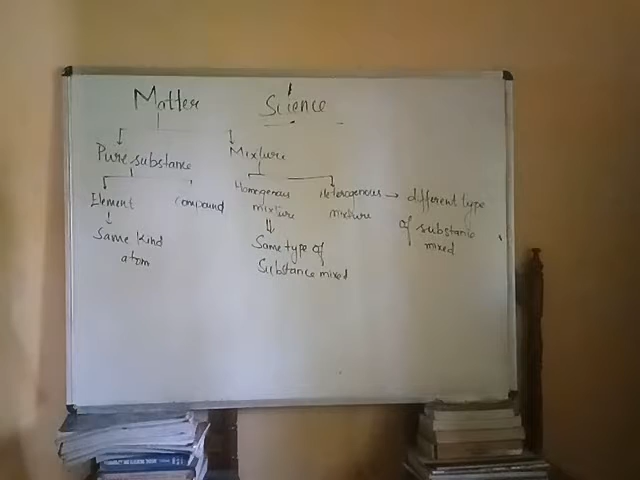 Matter Science
Pure substance Mixture
Element Compound Homogenous Heterogenous → different type
mixture mixture
Same kind of substance
atom Same type of mixed
Substance mixed